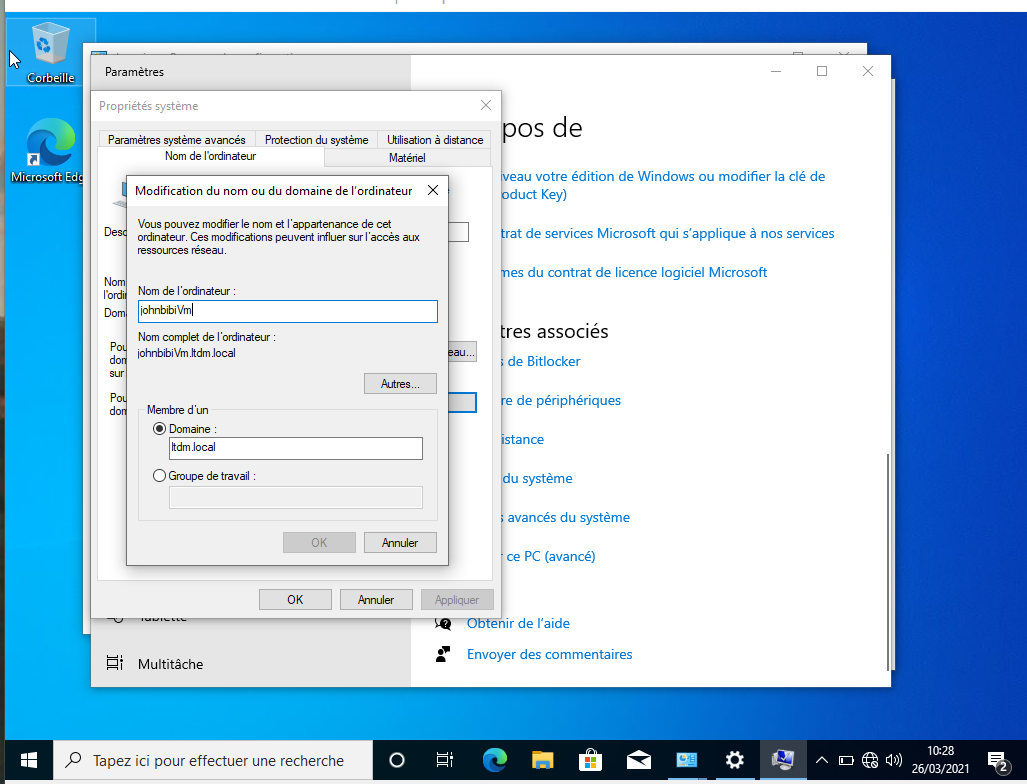 Corbeille
Microsoft Edg
Paramètres
Propriétés système
Paramètres système avancés
Protection du système
Utilisation à distance
Nom de l'ordinateur
Matériel
Modification du nom ou du domaine de l'ordinateur
Vous pouvez modifier le nom et l'appartenance de cet
ordinateur. Ces modifications peuvent influer sur l'accès aux
ressources réseau.
Desc
Nom
l'ordin
Doma
Pou
dom
sur
Pou
dom
eau...
Nom de l'ordinateur :
johnbibiVm
Nom complet de l'ordinateur :
johnbibiVm.ltdm.local
Autres...
Membre d'un
Domaine :
ltdm.local
Groupe de travail :
OK
Annuler
OK
Annuler
Appliquer
pos de
veau votre édition de Windows ou modifier la clé de
oduct Key)
trat de services Microsoft qui s'applique à nos services
mes du contrat de licence logiciel Microsoft
tres associés
s de Bitlocker
re de périphériques
istance
du système
s avancés du système
r ce PC (avancé)
Obtenir de l'aide
Envoyer des commentaires
Tablette
Multitâche
Tapez ici pour effectuer une recherche
10:28
26/03/2021
2